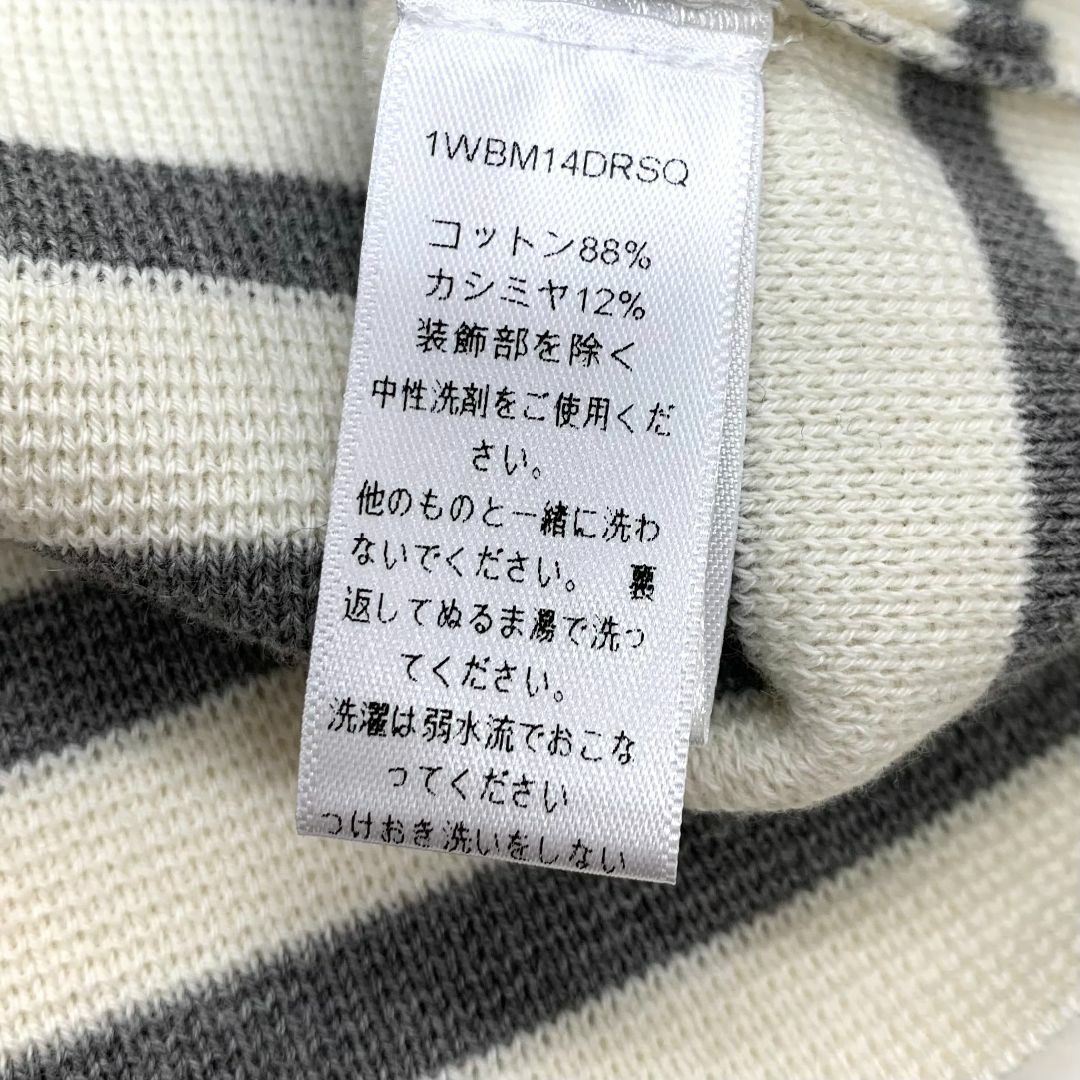 1WBM14DRSQ
コットン88%
カシミヤ12%
装飾部を除く
中性洗剤をご使用くだ
さい。
他のものと一緒に洗わ
ないでください。 裏
返してぬるま湯で洗っ
てください。
洗濯は弱水流でおこな
ってください
つけおき洗いをしない